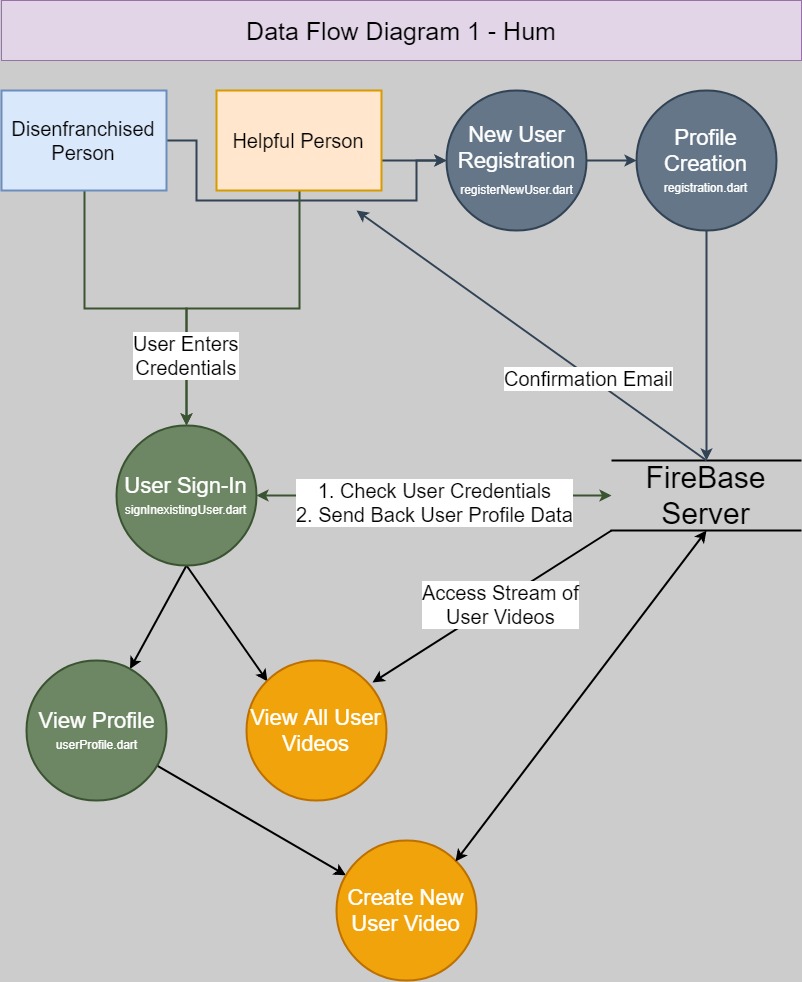 Data Flow Diagram 1 - Hum
Disenfranchised
Person
Helpful Person
New User
Registration
registerNewUser.dart
Profile
Creation
registration.dart
User Enters
Credentials
Confirmation Email
User Sign-In
signInexistingUser.dart
1. Check User Credentials
2. Send Back User Profile Data
FireBase
Server
Access Stream of
User Videos
View Profile
userProfile.dart
View All User
Videos
Create New
User Video